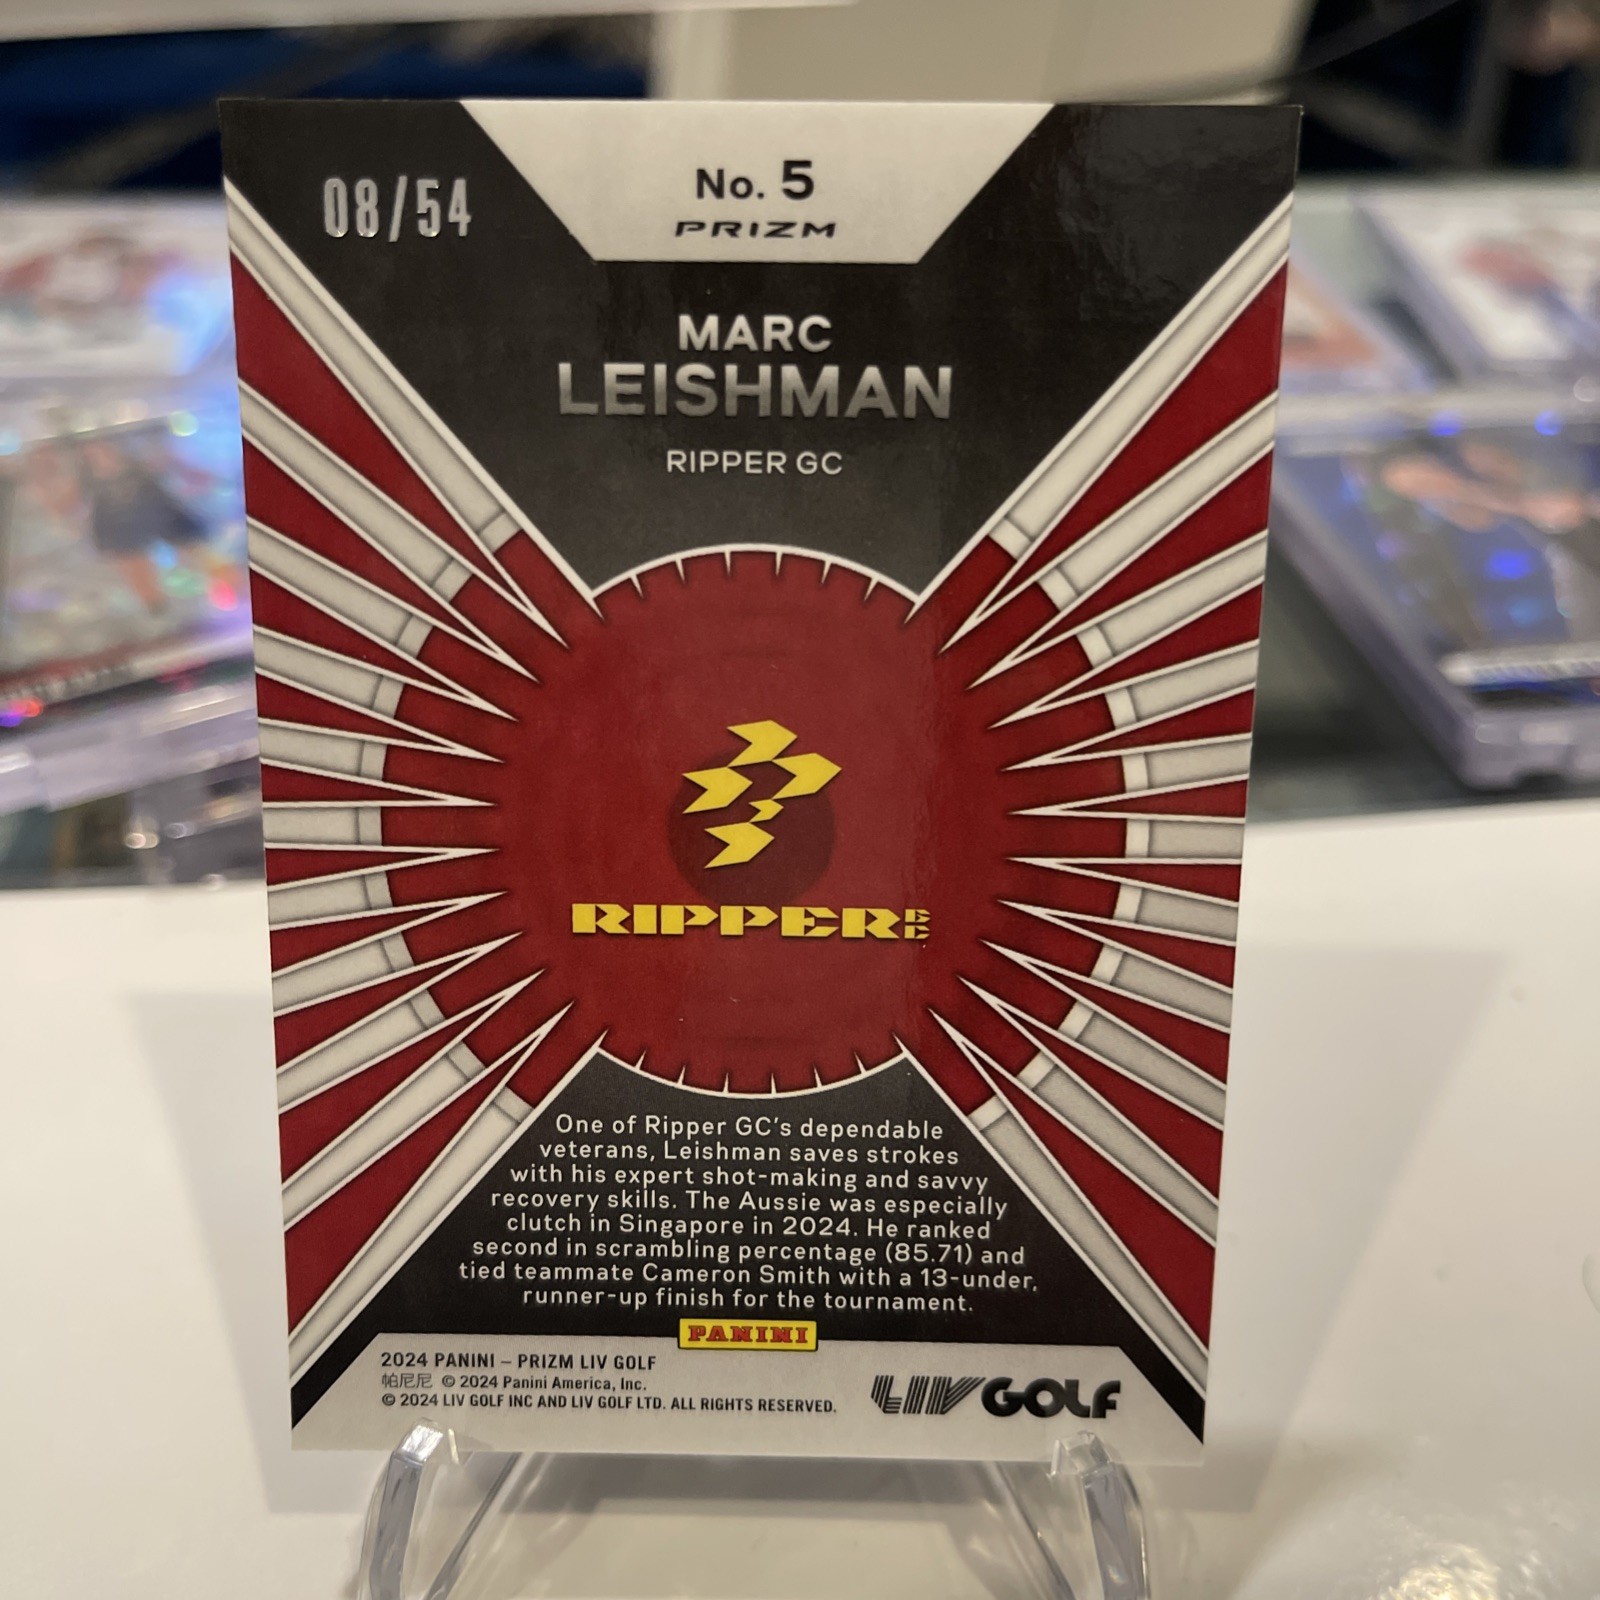 08/54
No. 5
PRIZM
MARC
LEISHMAN
RIPPER GC
RIPPER GC
One of Ripper GC's dependable
veterans, Leishman saves strokes
with his expert shot-making and savvy
recovery skills. The Aussie was especially
clutch in Singapore in 2024. He ranked
second in scrambling percentage (85.71) and
tied teammate Cameron Smith with a 13-under,
runner-up finish for the tournament.
PANINI
2024 PANINI – PRIZM LIV GOLF
帕尼尼 © 2024 Panini America, Inc.
© 2024 LIV GOLF INC AND LIV GOLF LTD. ALL RIGHTS RESERVED.
LIV GOLF